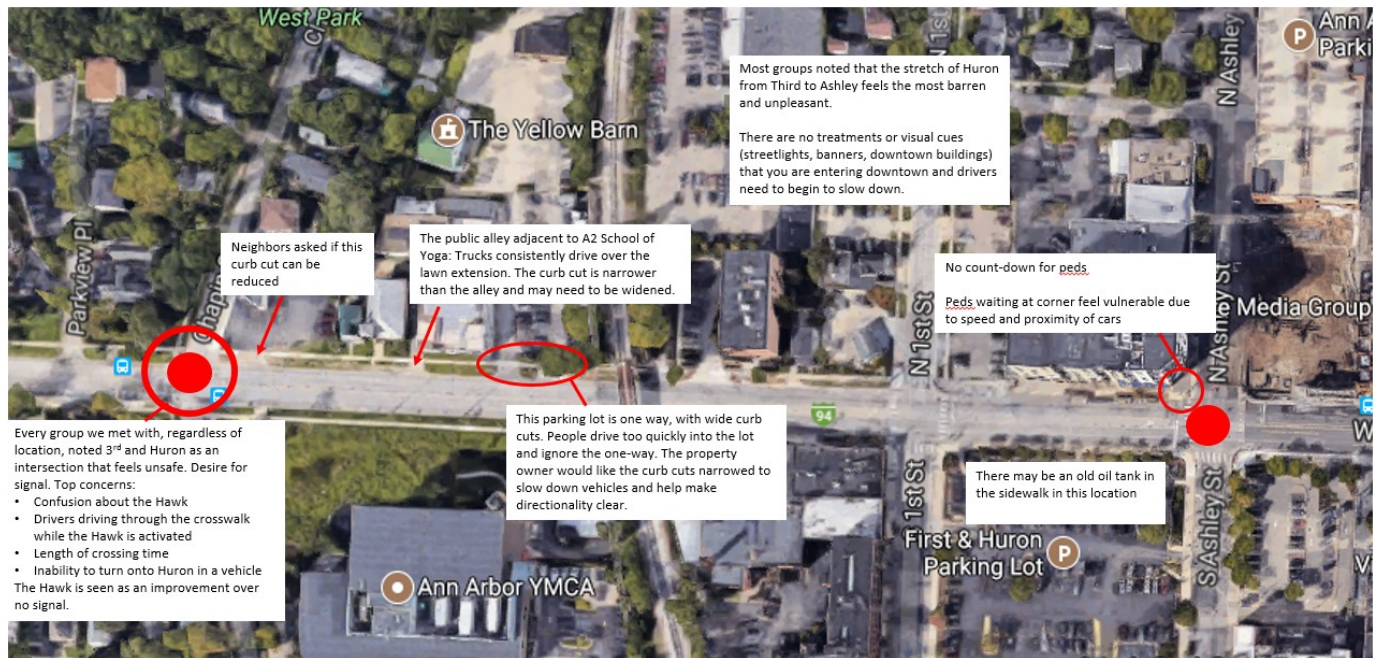 West Park
Ann A
Parki
N Ashley
N 1st
Most groups noted that the stretch of Huron
from Third to Ashley feels the most barren
and unpleasant.
There are no treatments or visual cues
(streetlights, banners, downtown buildings)
that you are entering downtown and drivers
need to begin to slow down.
The Yellow Barn
Parkview Pl
Chapin
Neighbors asked if this
curb cut can be
reduced
The public alley adjacent to A2 School of
Yoga: Trucks consistently drive over the
lawn extension. The curb cut is narrower
than the alley and may need to be widened.
No count-down for peds
Peds waiting at corner feel vulnerable due
to speed and proximity of cars
N Ashley St
Media Group
N 1st St
94
W
Every group we met with, regardless of
location, noted 3rd and Huron as an
intersection that feels unsafe. Desire for
signal. Top concerns:
• Confusion about the Hawk
• Drivers driving through the crosswalk
while the Hawk is activated
• Length of crossing time
• Inability to turn onto Huron in a vehicle
The Hawk is seen as an improvement over
no signal.
This parking lot is one way, with wide curb
cuts. People drive too quickly into the lot
and ignore the one-way. The property
owner would like the curb cuts narrowed to
slow down vehicles and help make
directionality clear.
There may be an old oil tank in
the sidewalk in this location
S 1st St
First & Huron
Parking Lot
S Ashley St
Ann Arbor YMCA